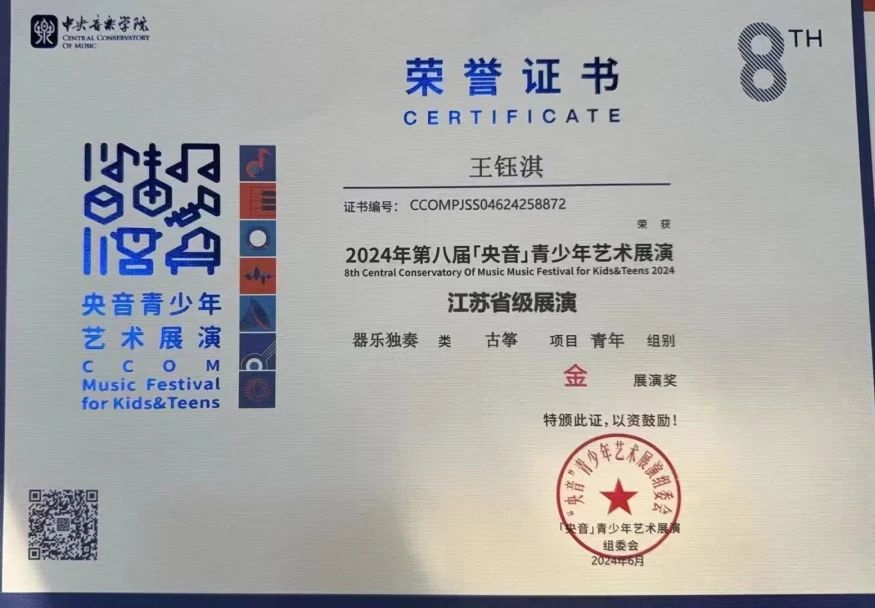 中央音乐学院
CENTRAL CONSERVATORY
OF MUSIC
8TH
荣誉证书
CERTIFICATE
王钰淇
证书编号： CCOMPJSS04624258872
荣 获
2024年第八届「央音」青少年艺术展演
8th Central Conservatory Of Music Music Festival for Kids&Teens 2024
江苏省级展演
器乐独奏 类 古筝 项目 青年 组别
金 展演奖
特颁此证，以资鼓励！
央音青少年
艺术展演
CCOM
Music Festival
for Kids&Teens
“央音”青少年艺术展演组委会
「央音」青少年艺术展演
组委会
2024年6月